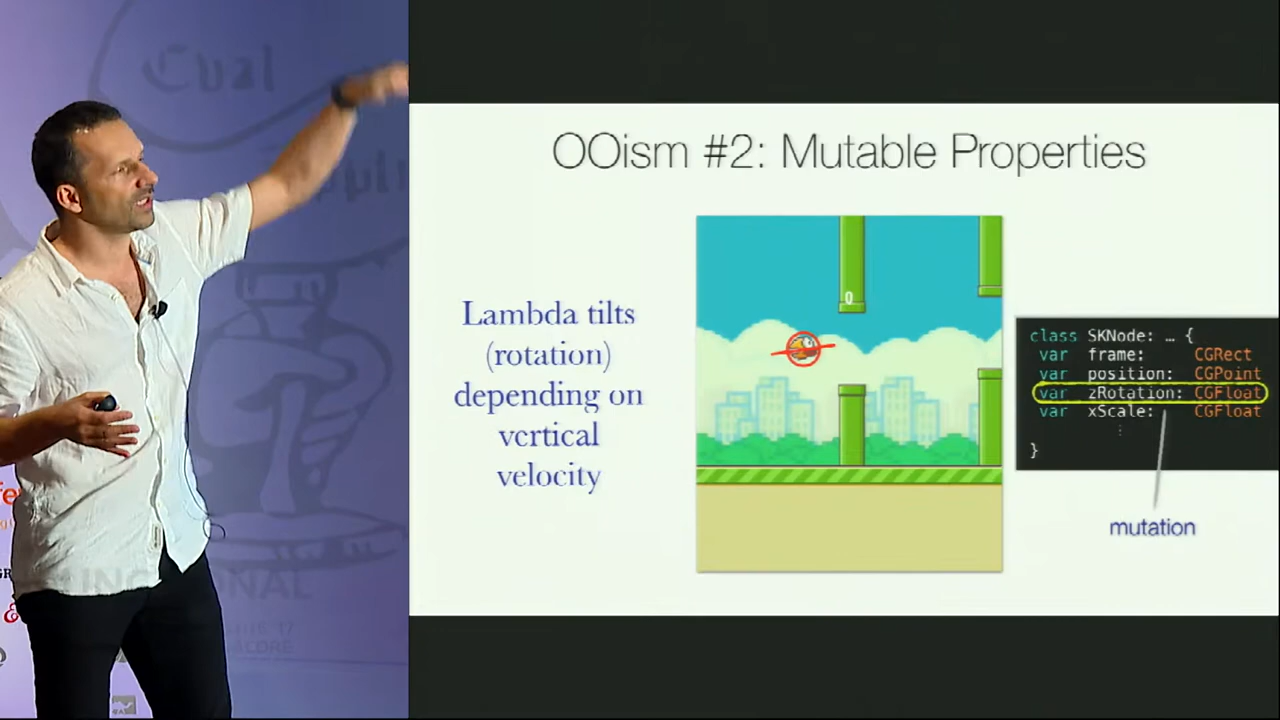 OOism #2: Mutable Properties
Lambda tilts
(rotation)
depending on
vertical
velocity
0
class SKNode: … {
var frame: CGRect
var position: CGPoint
var zRotation: CGFloat
var xScale: CGFloat
⋮
}
mutation